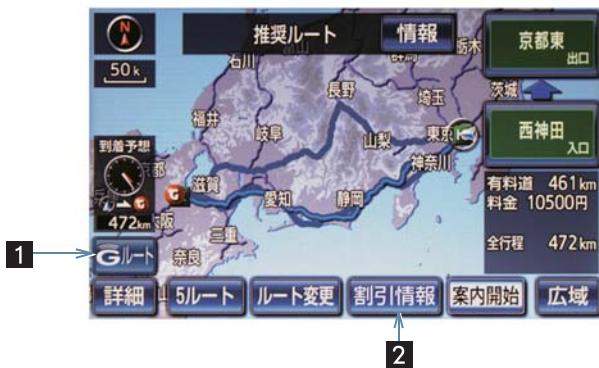 N
推奨ルート
情報
京都東
出口
50k
石川
群馬
栃木
茨城
長野
埼玉
福井
岐阜
山梨
東京
西神田
入口
到着予想
京都
神奈川
滋賀
愛知
静岡
有料道 461km
料金 10500円
G
472km
大阪
三重
全行程 472km
1
Gルート
奈良
詳細
5ルート
ルート変更
割引情報
案内開始
広域
2